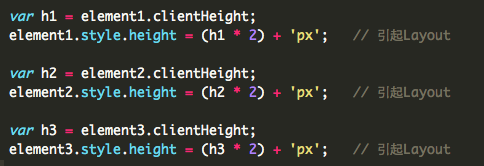 var h1 = element1.clientHeight;
element1.style.height = (h1 * 2) + 'px';   // 引起Layout
var h2 = element2.clientHeight;
element2.style.height = (h2 * 2) + 'px';   // 引起Layout
var h3 = element3.clientHeight;
element3.style.height = (h3 * 2) + 'px';   // 引起Layout